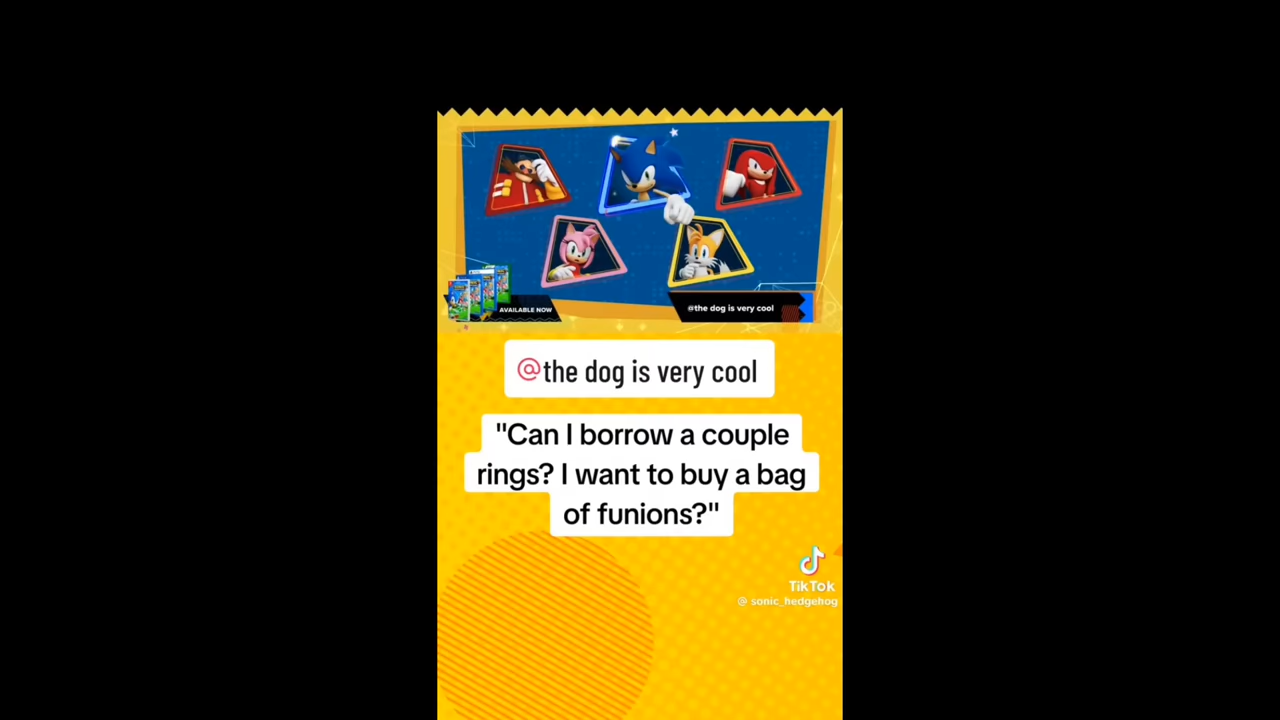 AVAILABLE NOW
@the dog is very cool
@the dog is very cool
"Can I borrow a couple
rings? I want to buy a bag
of funions?"
TikTok
@ sonic_hedgehog